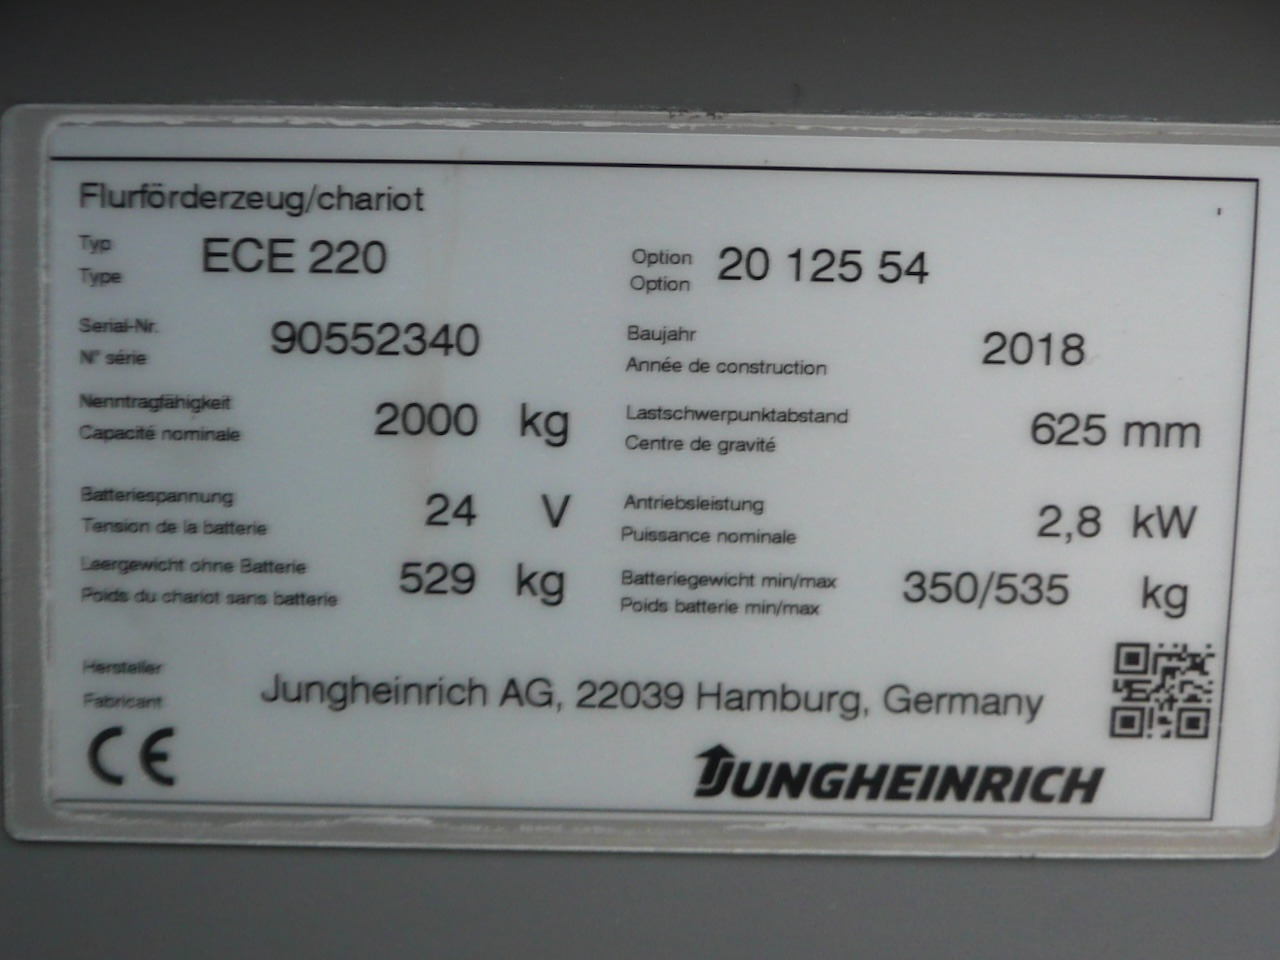 Flurförderzeug/chariot
Typ
Type
ECE 220
Option
Option
20 125 54
Serial-Nr.
N° série
90552340
Baujahr
Année de construction
2018
Nenntragfähigkeit
Capacité nominale
2000 kg
Lastschwerpunktabstand
Centre de gravité
625 mm
Batteriespannung
Tension de la batterie
24 V
Antriebsleistung
Puissance nominale
2,8 kW
Leergewicht ohne Batterie
Poids du chariot sans batterie
529 kg
Batteriegewicht min/max
Poids batterie min/max
350/535 kg
Hersteller
Fabricant
Jungheinrich AG, 22039 Hamburg, Germany
CE
JUNGHEINRICH